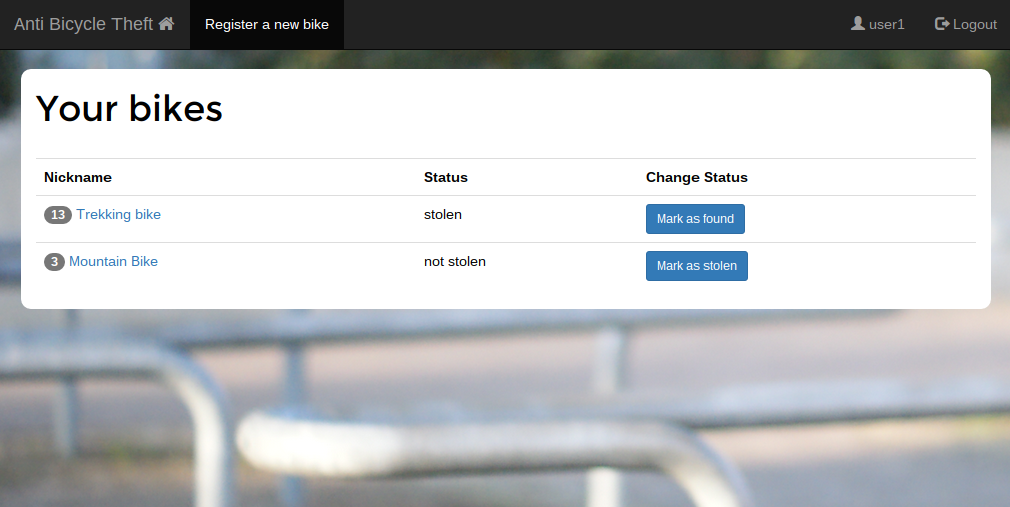 Anti Bicycle Theft Register a new bike user1 Logout
Your bikes
Nickname Status Change Status
13 Trekking bike stolen Mark as found
3 Mountain Bike not stolen Mark as stolen